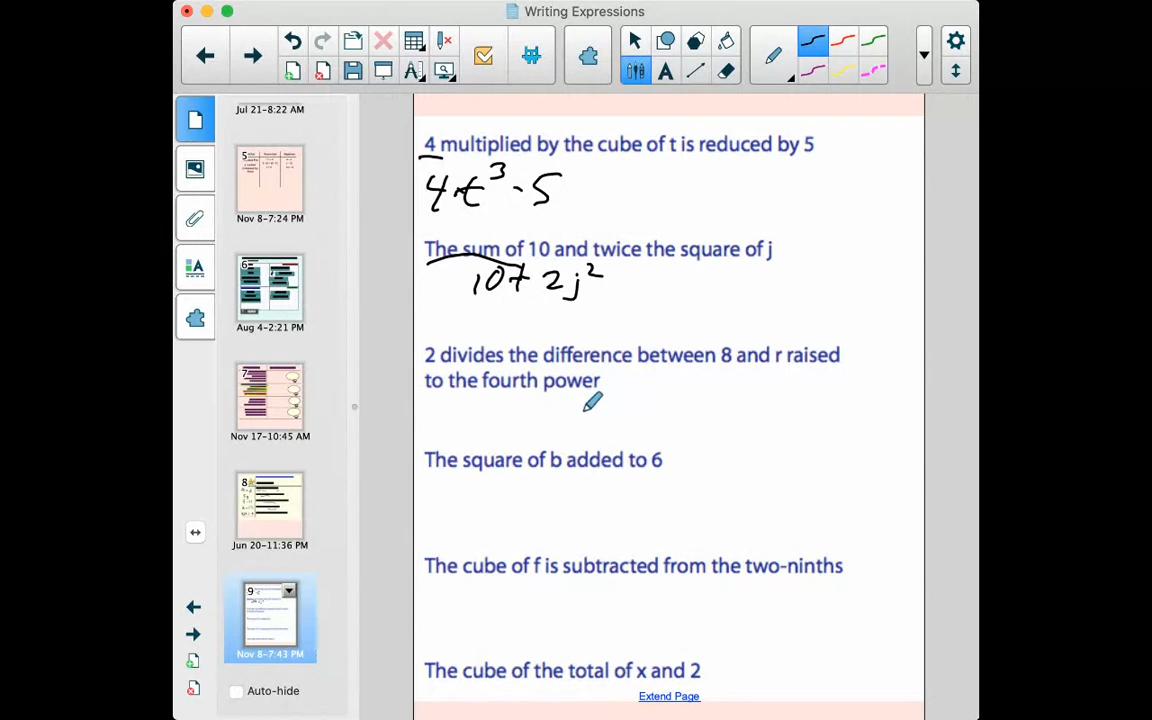 Writing Expressions
Jul 21-8:22 AM
5
Nov 8-7:24 PM
6
Aug 4-2:21 PM
7
Nov 17-10:45 AM
8
Jun 20-11:36 PM
9
Nov 8-7:43 PM
Auto-hide
4 multiplied by the cube of t is reduced by 5
4·t³-5
The sum of 10 and twice the square of j
10+2j²
2 divides the difference between 8 and r raised
to the fourth power
The square of b added to 6
The cube of f is subtracted from the two-ninths
The cube of the total of x and 2
Extend Page